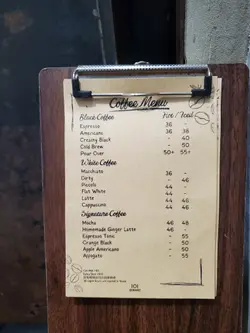 Coffee Menu
Black Coffee Hot / Iced
Espresso 36 -
Americano 36 38
Creamy Black - 40
Cold Brew - 50
Pour Over 50+ 55+
White Coffee
Macchiato 36 -
Dirty - 46
Piccolo 44 -
Flat White 44 -
Latte 44 46
Cappuccino 44 46
Signature Coffee
Mocha 46 48
Homemade Ginger Latte 46 -
Espresso Tonic - 55
Orange Black - 50
Apple Americano - 50
Affogato - 55